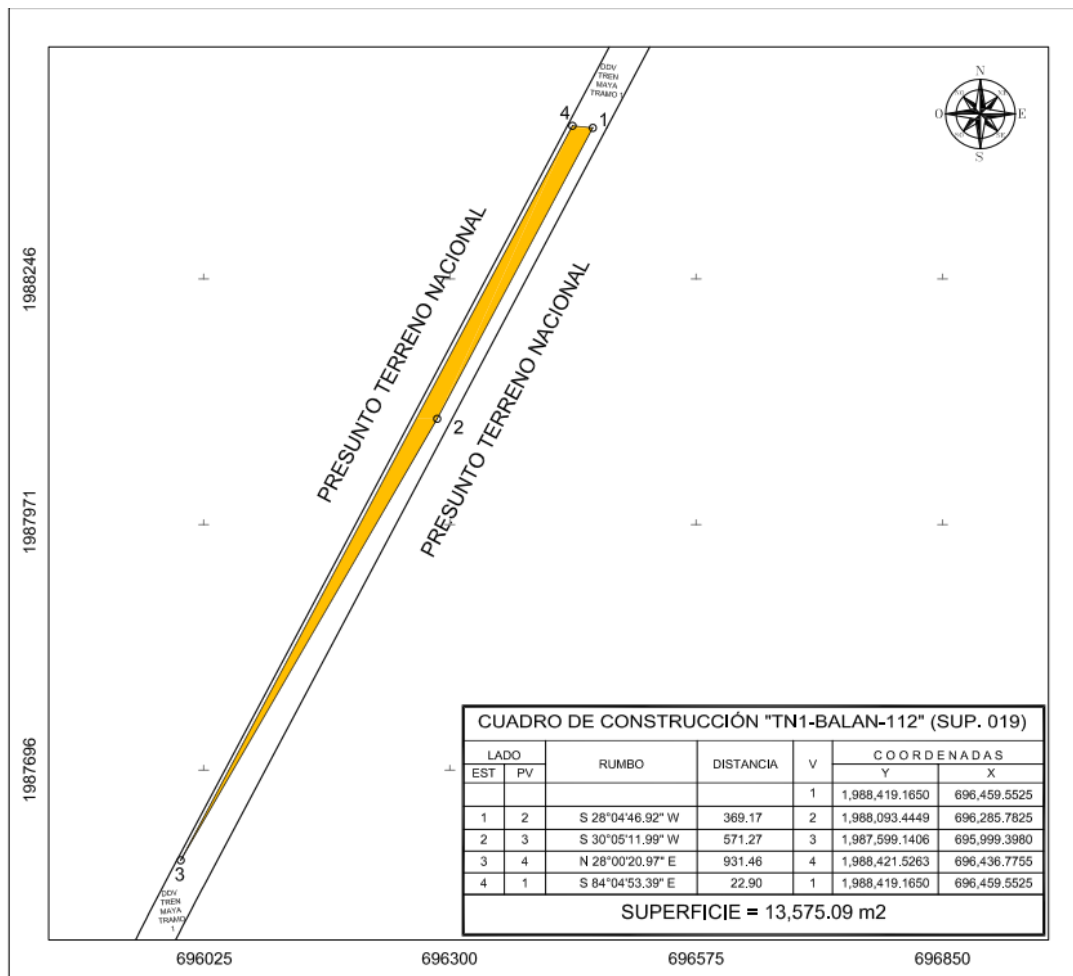 DDV
TREN
MAYA
TRAMO 1
N
NO
NE
O
E
SO
SE
S
4
1
1988246
PRESUNTO TERRENO NACIONAL
PRESUNTO TERRENO NACIONAL
2
1987971
1987696
3
DDV
TREN
MAYA
TRAMO
1
CUADRO DE CONSTRUCCIÓN "TN1-BALAN-112" (SUP. 019)
LADO RUMBO DISTANCIA V COORDENADAS
EST PV Y X
1 1,988,419.1650 696,459.5525
1 2 S 28°04'46.92" W 369.17 2 1,988,093.4449 696,285.7825
2 3 S 30°05'11.99" W 571.27 3 1,987,599.1406 695,999.3980
3 4 N 28°00'20.97" E 931.46 4 1,988,421.5263 696,436.7755
4 1 S 84°04'53.39" E 22.90 1 1,988,419.1650 696,459.5525
SUPERFICIE = 13,575.09 m2
696025 696300 696575 696850